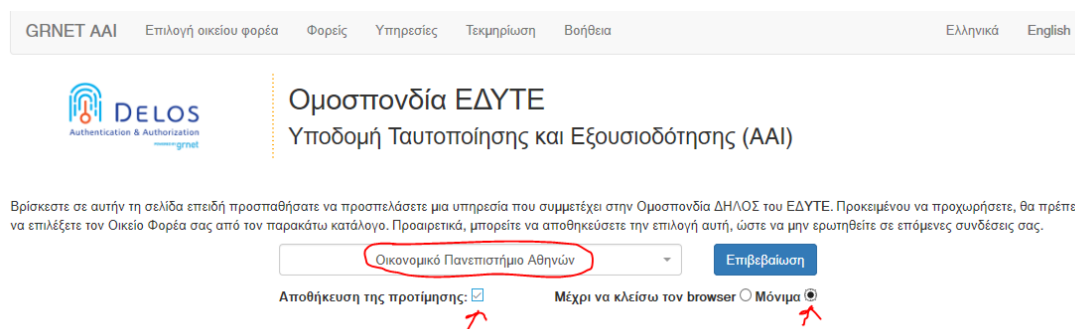 GRNET AAI Επιλογή οικείου φορέα Φορείς Υπηρεσίες Τεκμηρίωση Βοήθεια Ελληνικά English
DELOS
Authentication & Authorization
POWERED BY grnet
Ομοσπονδία ΕΔΥΤΕ
Υποδομή Ταυτοποίησης και Εξουσιοδότησης (ΑΑΙ)
Βρίσκεστε σε αυτήν τη σελίδα επειδή προσπαθήσατε να προσπελάσετε μια υπηρεσία που συμμετέχει στην Ομοσπονδία ΔΗΛΟΣ του ΕΔΥΤΕ. Προκειμένου να προχωρήσετε, θα πρέπε
να επιλέξετε τον Οικείο Φορέα σας από τον παρακάτω κατάλογο. Προαιρετικά, μπορείτε να αποθηκεύσετε την επιλογή αυτή, ώστε να μην ερωτηθείτε σε επόμενες συνδέσεις σας.
Οικονομικό Πανεπιστήμιο Αθηνών Επιβεβαίωση
Αποθήκευση της προτίμησης: Μέχρι να κλείσω τον browser Μόνιμα